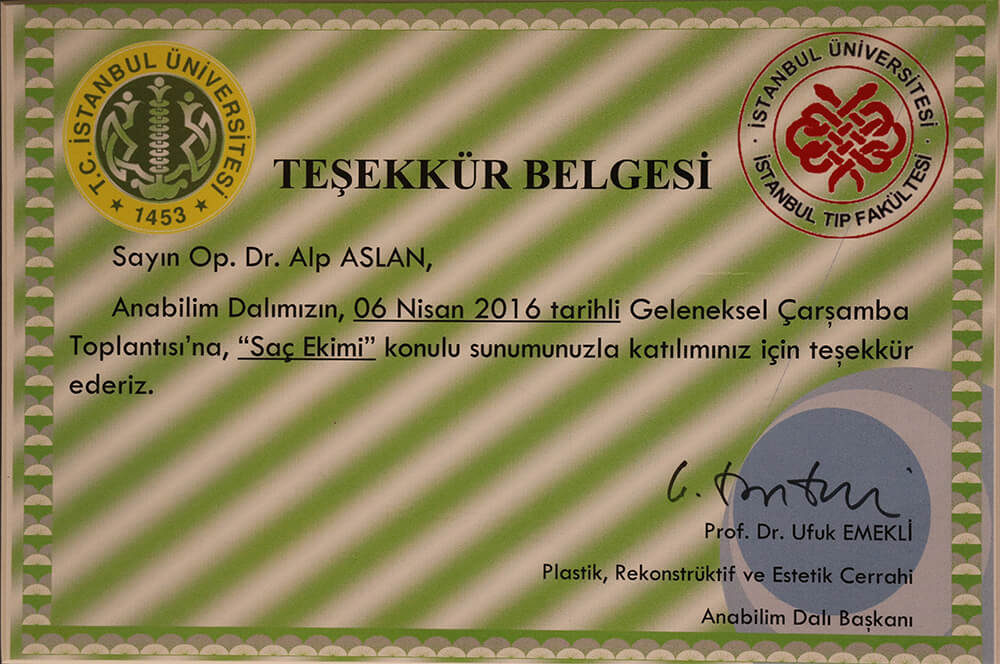 T.C. İSTANBUL ÜNİVERSİTESİ
1453
İSTANBUL ÜNİVERSİTESİ
İSTANBUL TIP FAKÜLTESİ
TEŞEKKÜR BELGESİ
Sayın Op. Dr. Alp ASLAN,
Anabilim Dalımızın, 06 Nisan 2016 tarihli Geleneksel Çarşamba
Toplantısı’na, “Saç Ekimi” konulu sunumunuzla katılımınız için teşekkür
ederiz.
Prof. Dr. Ufuk EMEKLİ
Plastik, Rekonstrüktif ve Estetik Cerrahi
Anabilim Dalı Başkanı